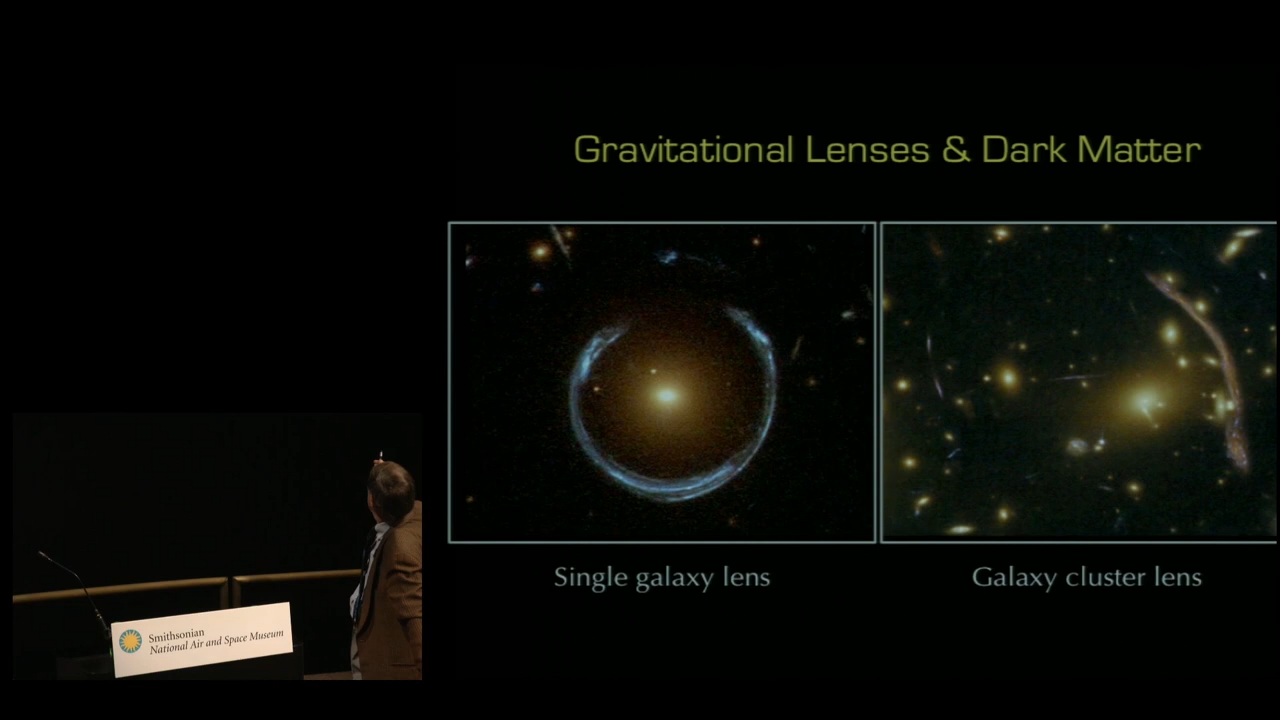 Gravitational Lenses & Dark Matter
Single galaxy lens
Galaxy cluster lens
Smithsonian
National Air and Space Museum